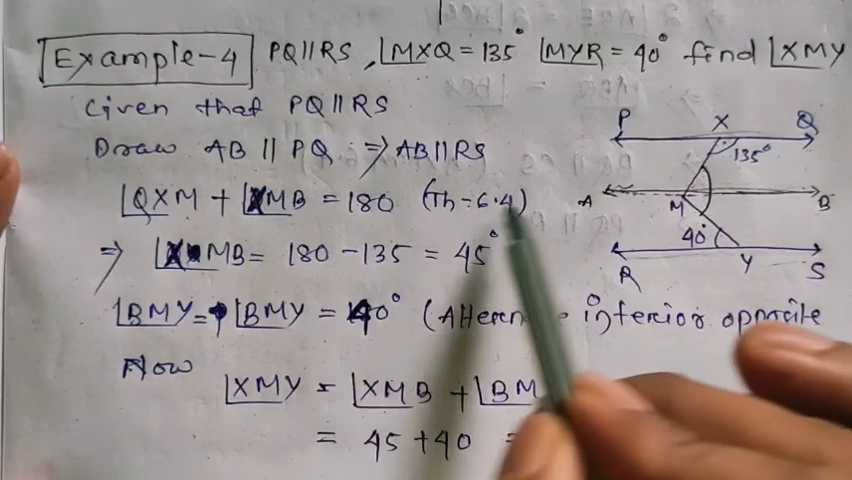 Example-4 PQ||RS, ∠MXQ = 135° ∠MYR = 40° find ∠XMY
Given that PQ||RS
Draw AB || PQ ⇒ AB||RS
∠QXM + ∠XMB = 180 (Th-6.4)
⇒ ∠XMB = 180 - 135 = 45°
∠BMY = ∠BMY = 40° (interior opposite
Now
∠XMY = ∠XMB + ∠BM
= 45 + 40 =
P X Q
135°
A M B
40°
R Y S